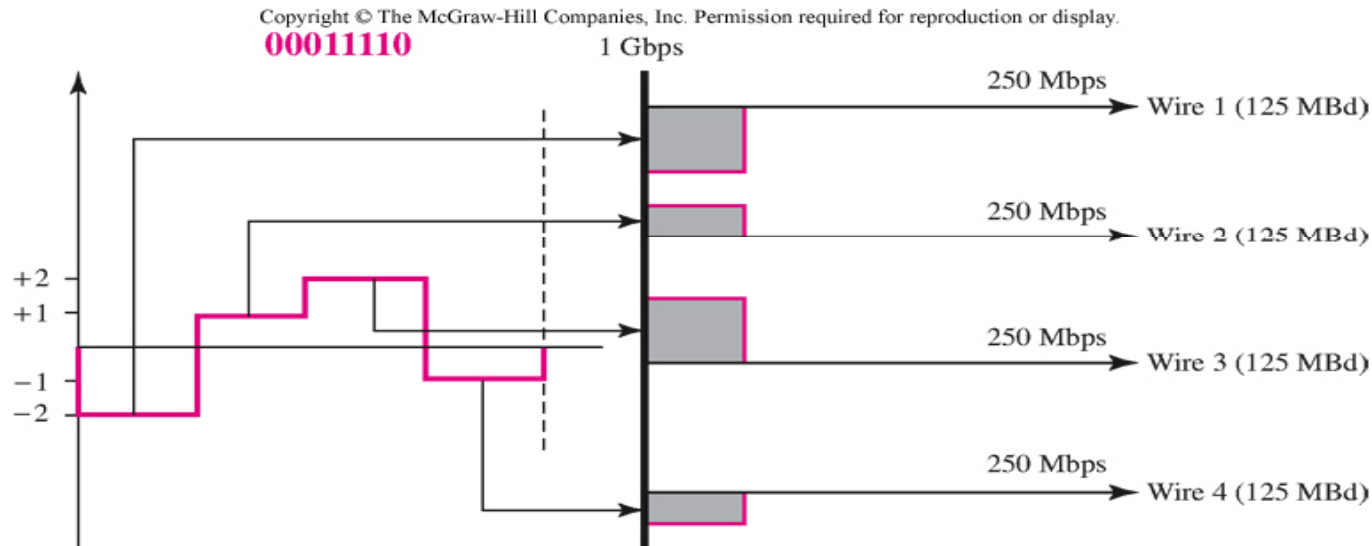 Copyright © The McGraw-Hill Companies, Inc. Permission required for reproduction or display.
00011110
1 Gbps
250 Mbps
Wire 1 (125 MBd)
250 Mbps
Wire 2 (125 MBd)
+2
+1
−1
−2
250 Mbps
Wire 3 (125 MBd)
250 Mbps
Wire 4 (125 MBd)